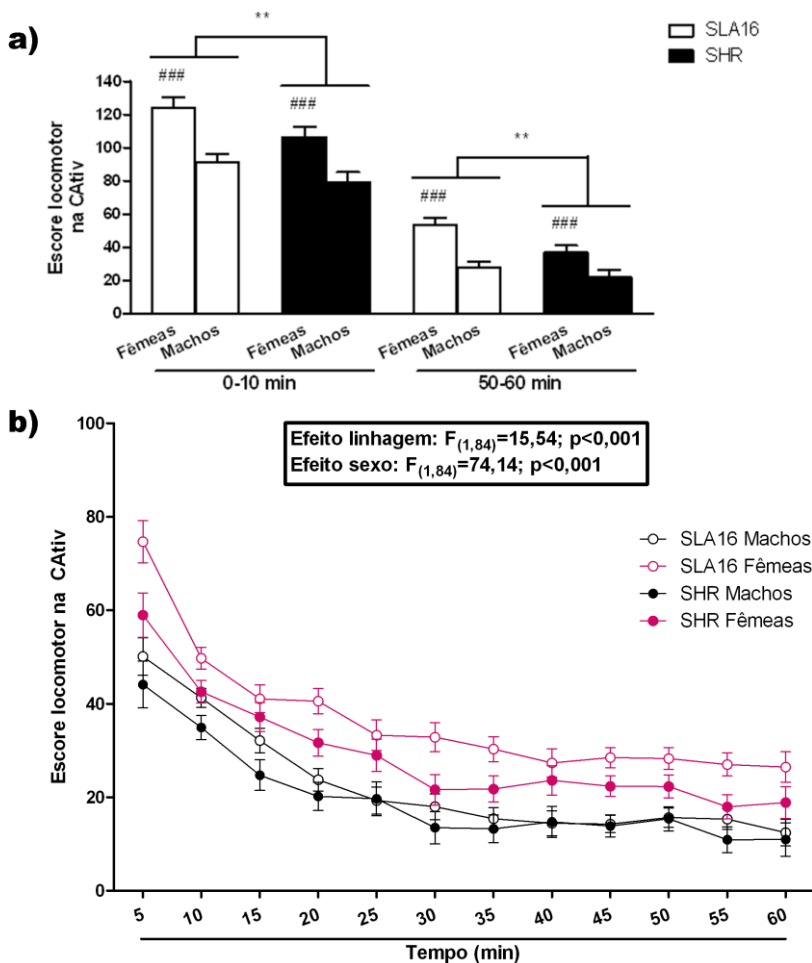 a)
**
**
SLA16
SHR
###
###
###
###
140
120
100
80
60
40
20
0
Escore locomotor
na CAtiv
Fêmeas
Machos
Fêmeas
Machos
Fêmeas
Machos
Fêmeas
Machos
0-10 min
50-60 min
b)
Efeito linhagem: F(1,84)=15,54; p<0,001
Efeito sexo: F(1,84)=74,14; p<0,001
SLA16 Machos
SLA16 Fêmeas
SHR Machos
SHR Fêmeas
100
80
60
40
20
0
Escore locomotor na CAtiv
5 10 15 20 25 30 35 40 45 50 55 60
Tempo (min)